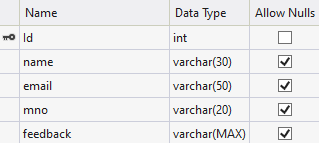 Name Data Type Allow Nulls
Id int
name varchar(30)
email varchar(50)
mno varchar(20)
feedback varchar(MAX)